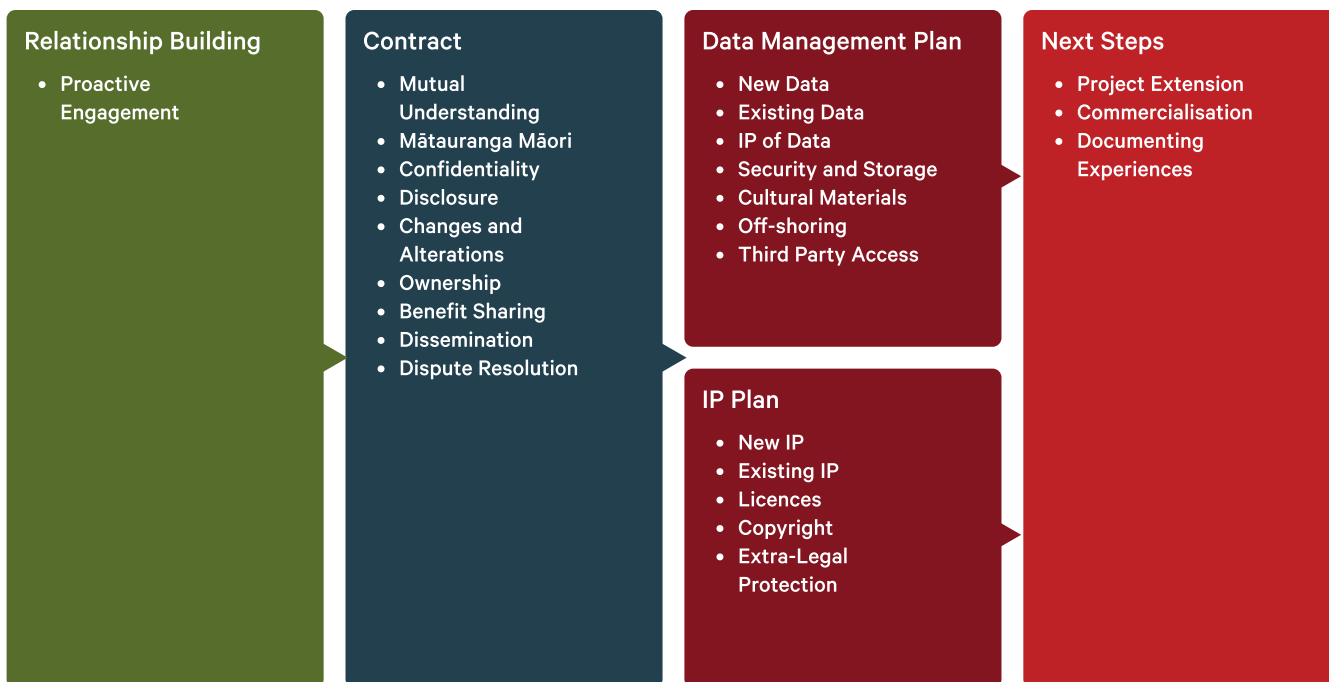 Relationship Building
• Proactive
Engagement
Contract
• Mutual
Understanding
• Mātauranga Māori
• Confidentiality
• Disclosure
• Changes and
Alterations
• Ownership
• Benefit Sharing
• Dissemination
• Dispute Resolution
Data Management Plan
• New Data
• Existing Data
• IP of Data
• Security and Storage
• Cultural Materials
• Off-shoring
• Third Party Access
IP Plan
• New IP
• Existing IP
• Licences
• Copyright
• Extra-Legal
Protection
Next Steps
• Project Extension
• Commercialisation
• Documenting
Experiences